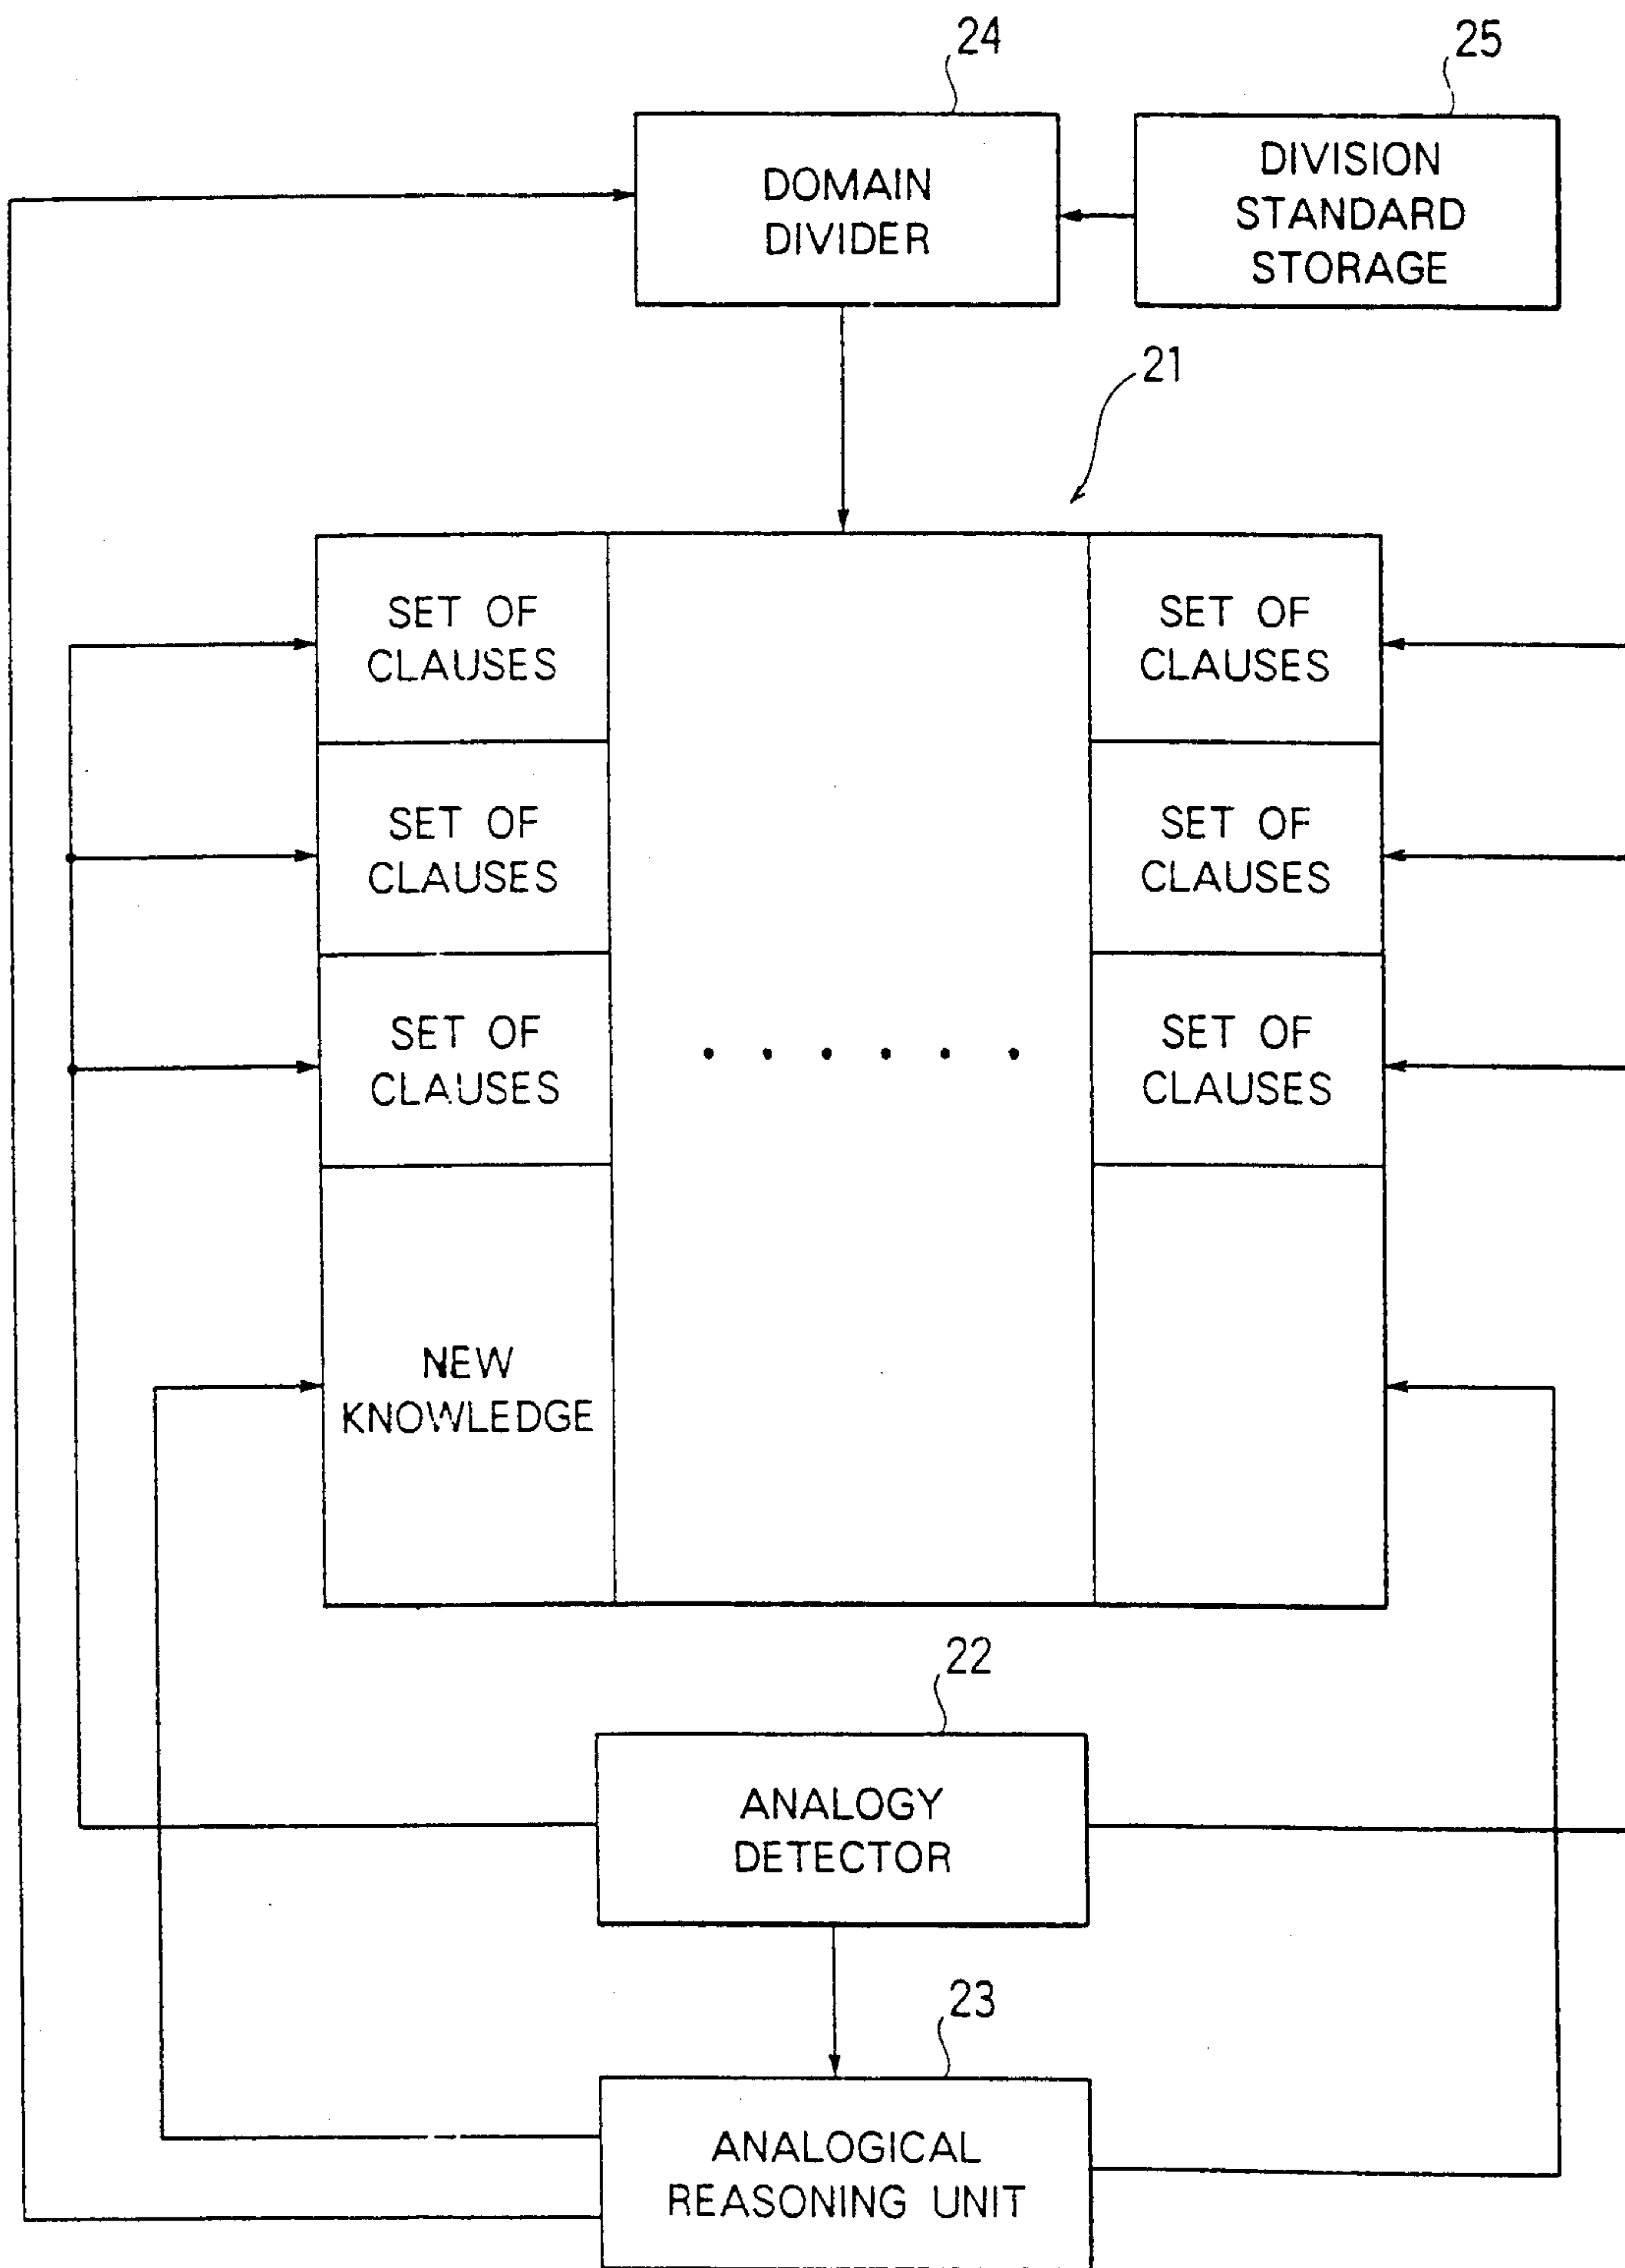 24
25
DOMAIN
DIVIDER
DIVISION
STANDARD
STORAGE
21
SET OF
CLAUSES
SET OF
CLAUSES
SET OF
CLAUSES
SET OF
CLAUSES
SET OF
CLAUSES
SET OF
CLAUSES
NEW
KNOWLEDGE
22
ANALOGY
DETECTOR
23
ANALOGICAL
REASONING UNIT